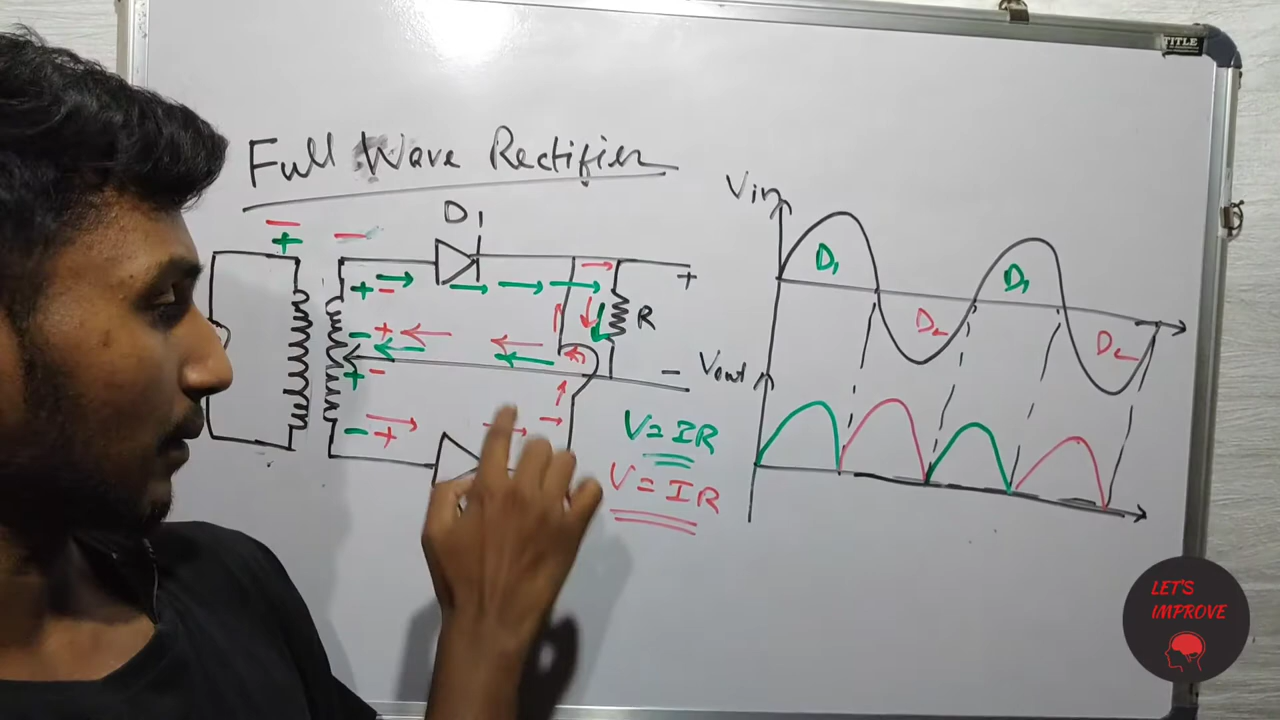 TITLE
Full Wave Rectifier
D1
+
-
R
V=IR
V=IR
Vin
D1
D2
D1
D2
Vout
LET'S
IMPROVE